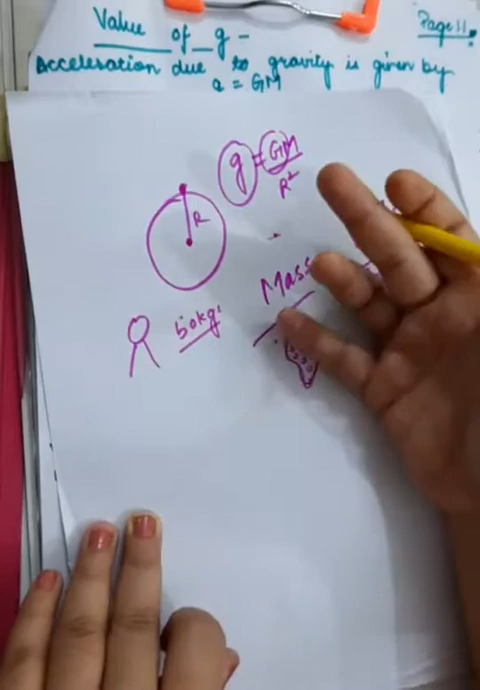 Value of g - Page 11.
Acceleration due to gravity is given by
g = GM
g = GM
R²
R
Mass
50kg